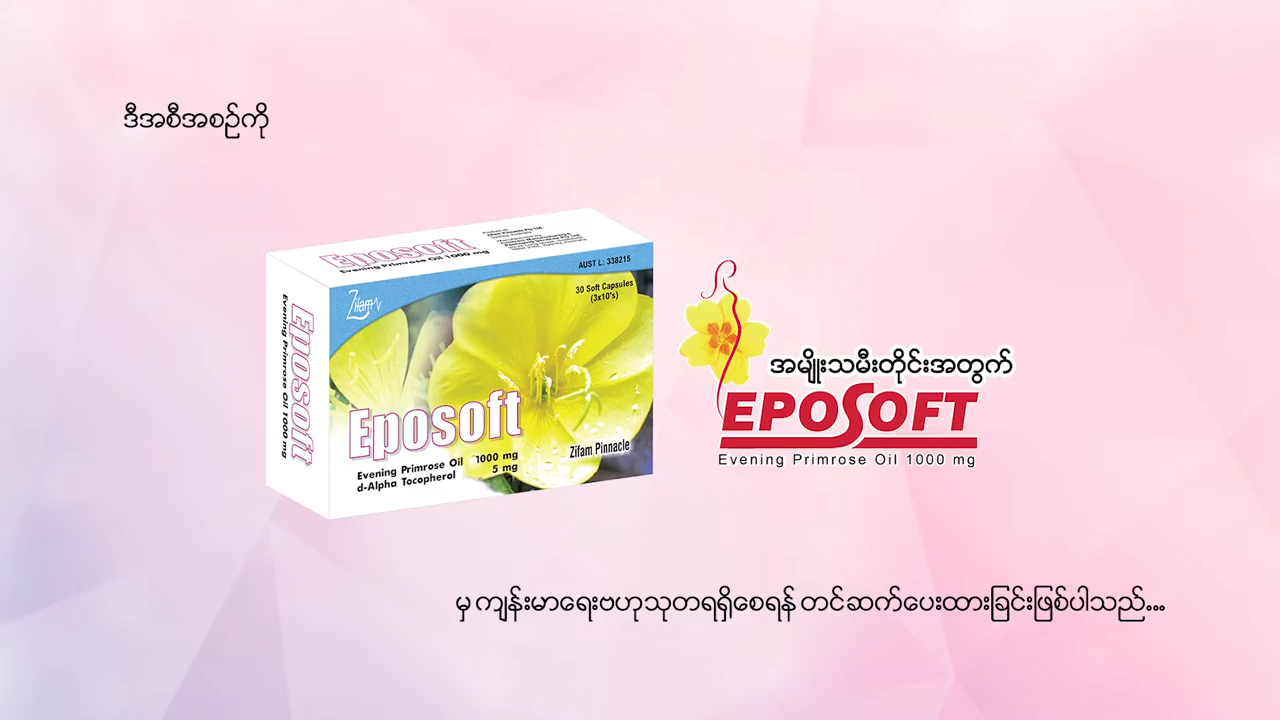 ဒီအစီအစဉ်ကို
Eposoft
Evening Primrose Oil 1000 mg
AUST L: 338215
30 Soft Capsules
(3x10's)
Zifam
Eposoft
Evening Primrose Oil 1000 mg
Eposoft
Zifam Pinnacle
Evening Primrose Oil 1000 mg
d-Alpha Tocopherol 5 mg
အမျိုးသမီးတိုင်းအတွက်
EPOSOFT
Evening Primrose Oil 1000 mg
မှ ကျန်းမာရေးဗဟုသုတရရှိစေရန် တင်ဆက်ပေးထားခြင်းဖြစ်ပါသည်...